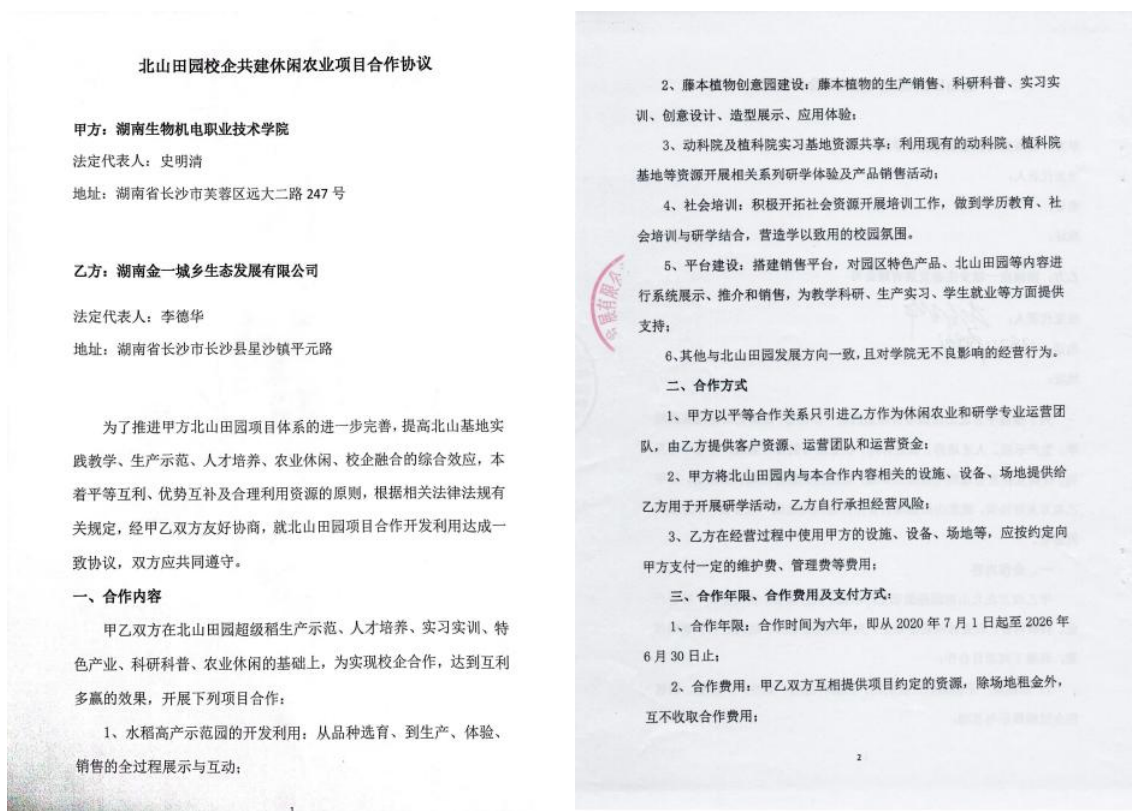 北山田园校企共建休闲农业项目合作协议
甲方：湖南生物机电职业技术学院
法定代表人：史明清
地址：湖南省长沙市芙蓉区远大二路 247 号
乙方：湖南金一城乡生态发展有限公司
法定代表人：李德华
地址：湖南省长沙市长沙县星沙镇平元路
为了推进甲方北山田园项目体系的进一步完善，提高北山基地实
践教学、生产示范、人才培养、农业休闲、校企融合的综合效应，本
着平等互利、优势互补及合理利用资源的原则，根据相关法律法规有
关规定，经甲乙双方友好协商，就北山田园项目合作开发利用达成一
致协议，双方应共同遵守。
一、合作内容
甲乙双方在北山田园超级稻生产示范、人才培养、实习实训、特
色产业、科研科普、农业休闲的基础上，为实现校企合作，达到互利
多赢的效果，开展下列项目合作：
1、水稻高产示范园的开发利用：从品种选育、到生产、体验、
销售的全过程展示与互动；
1
2、藤本植物创意园建设：藤本植物的生产销售、科研科普、实习实
训、创意设计、造型展示、应用体验；
3、动科院及植科院实习基地资源共享：利用现有的动科院、植科院
基地等资源开展相关系列研学体验及产品销售活动；
4、社会培训：积极开拓社会资源开展培训工作，做到学历教育、社
会培训与研学结合，营造学以致用的校园氛围。
5、平台建设：搭建销售平台，对园区特色产品、北山田园等内容进
行系统展示、推介和销售，为教学科研、生产实习、学生就业等方面提供
支持；
6、其他与北山田园发展方向一致，且对学院无不良影响的经营行为。
二、合作方式
1、甲方以平等合作关系只引进乙方作为休闲农业和研学专业运营团
队，由乙方提供客户资源、运营团队和运营资金；
2、甲方将北山田园内与本合作内容相关的设施、设备、场地提供给
乙方用于开展研学活动，乙方自行承担经营风险；
3、乙方在经营过程中使用甲方的设施、设备、场地等，应按约定向
甲方支付一定的维护费、管理费等费用；
三、合作年限、合作费用及支付方式：
1、合作年限：合作时间为六年，即从 2020 年 7 月 1 日起至 2026 年
6 月 30 日止；
2、合作费用：甲乙双方互相提供项目约定的资源，除场地租金外，
互不收取合作费用；
2
展有限公